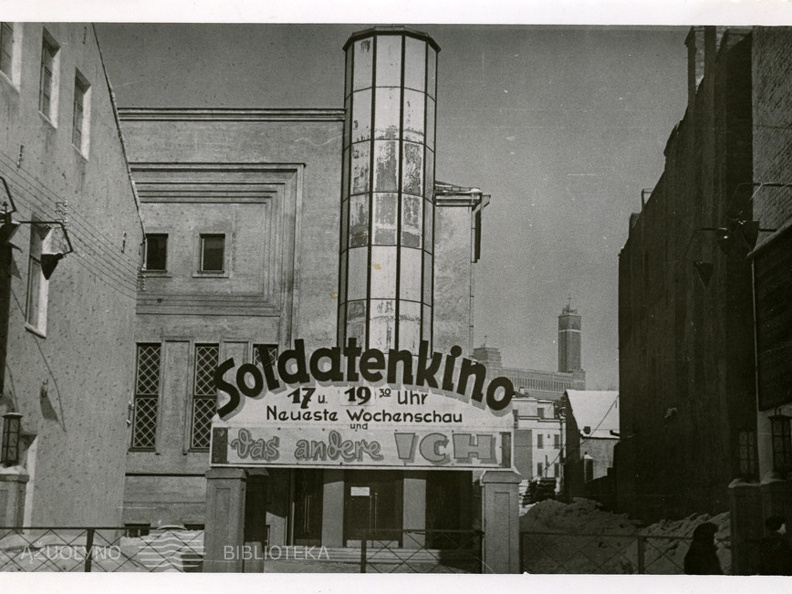 Soldatenkino
17 u. 19 30 Uhr
Neueste Wochenschau
und
das andere ICH
AZUOLYNO BIBLIOTEKA